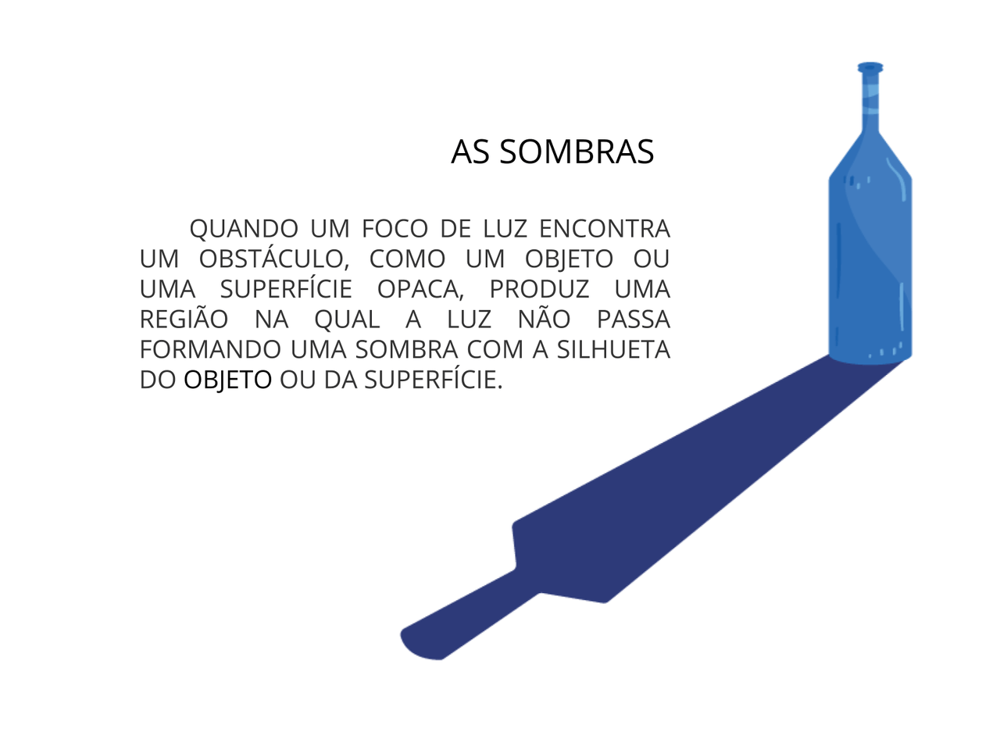 AS SOMBRAS
QUANDO UM FOCO DE LUZ ENCONTRA
UM OBSTÁCULO, COMO UM OBJETO OU
UMA SUPERFÍCIE OPACA, PRODUZ UMA
REGIÃO NA QUAL A LUZ NÃO PASSA
FORMANDO UMA SOMBRA COM A SILHUETA
DO OBJETO OU DA SUPERFÍCIE.